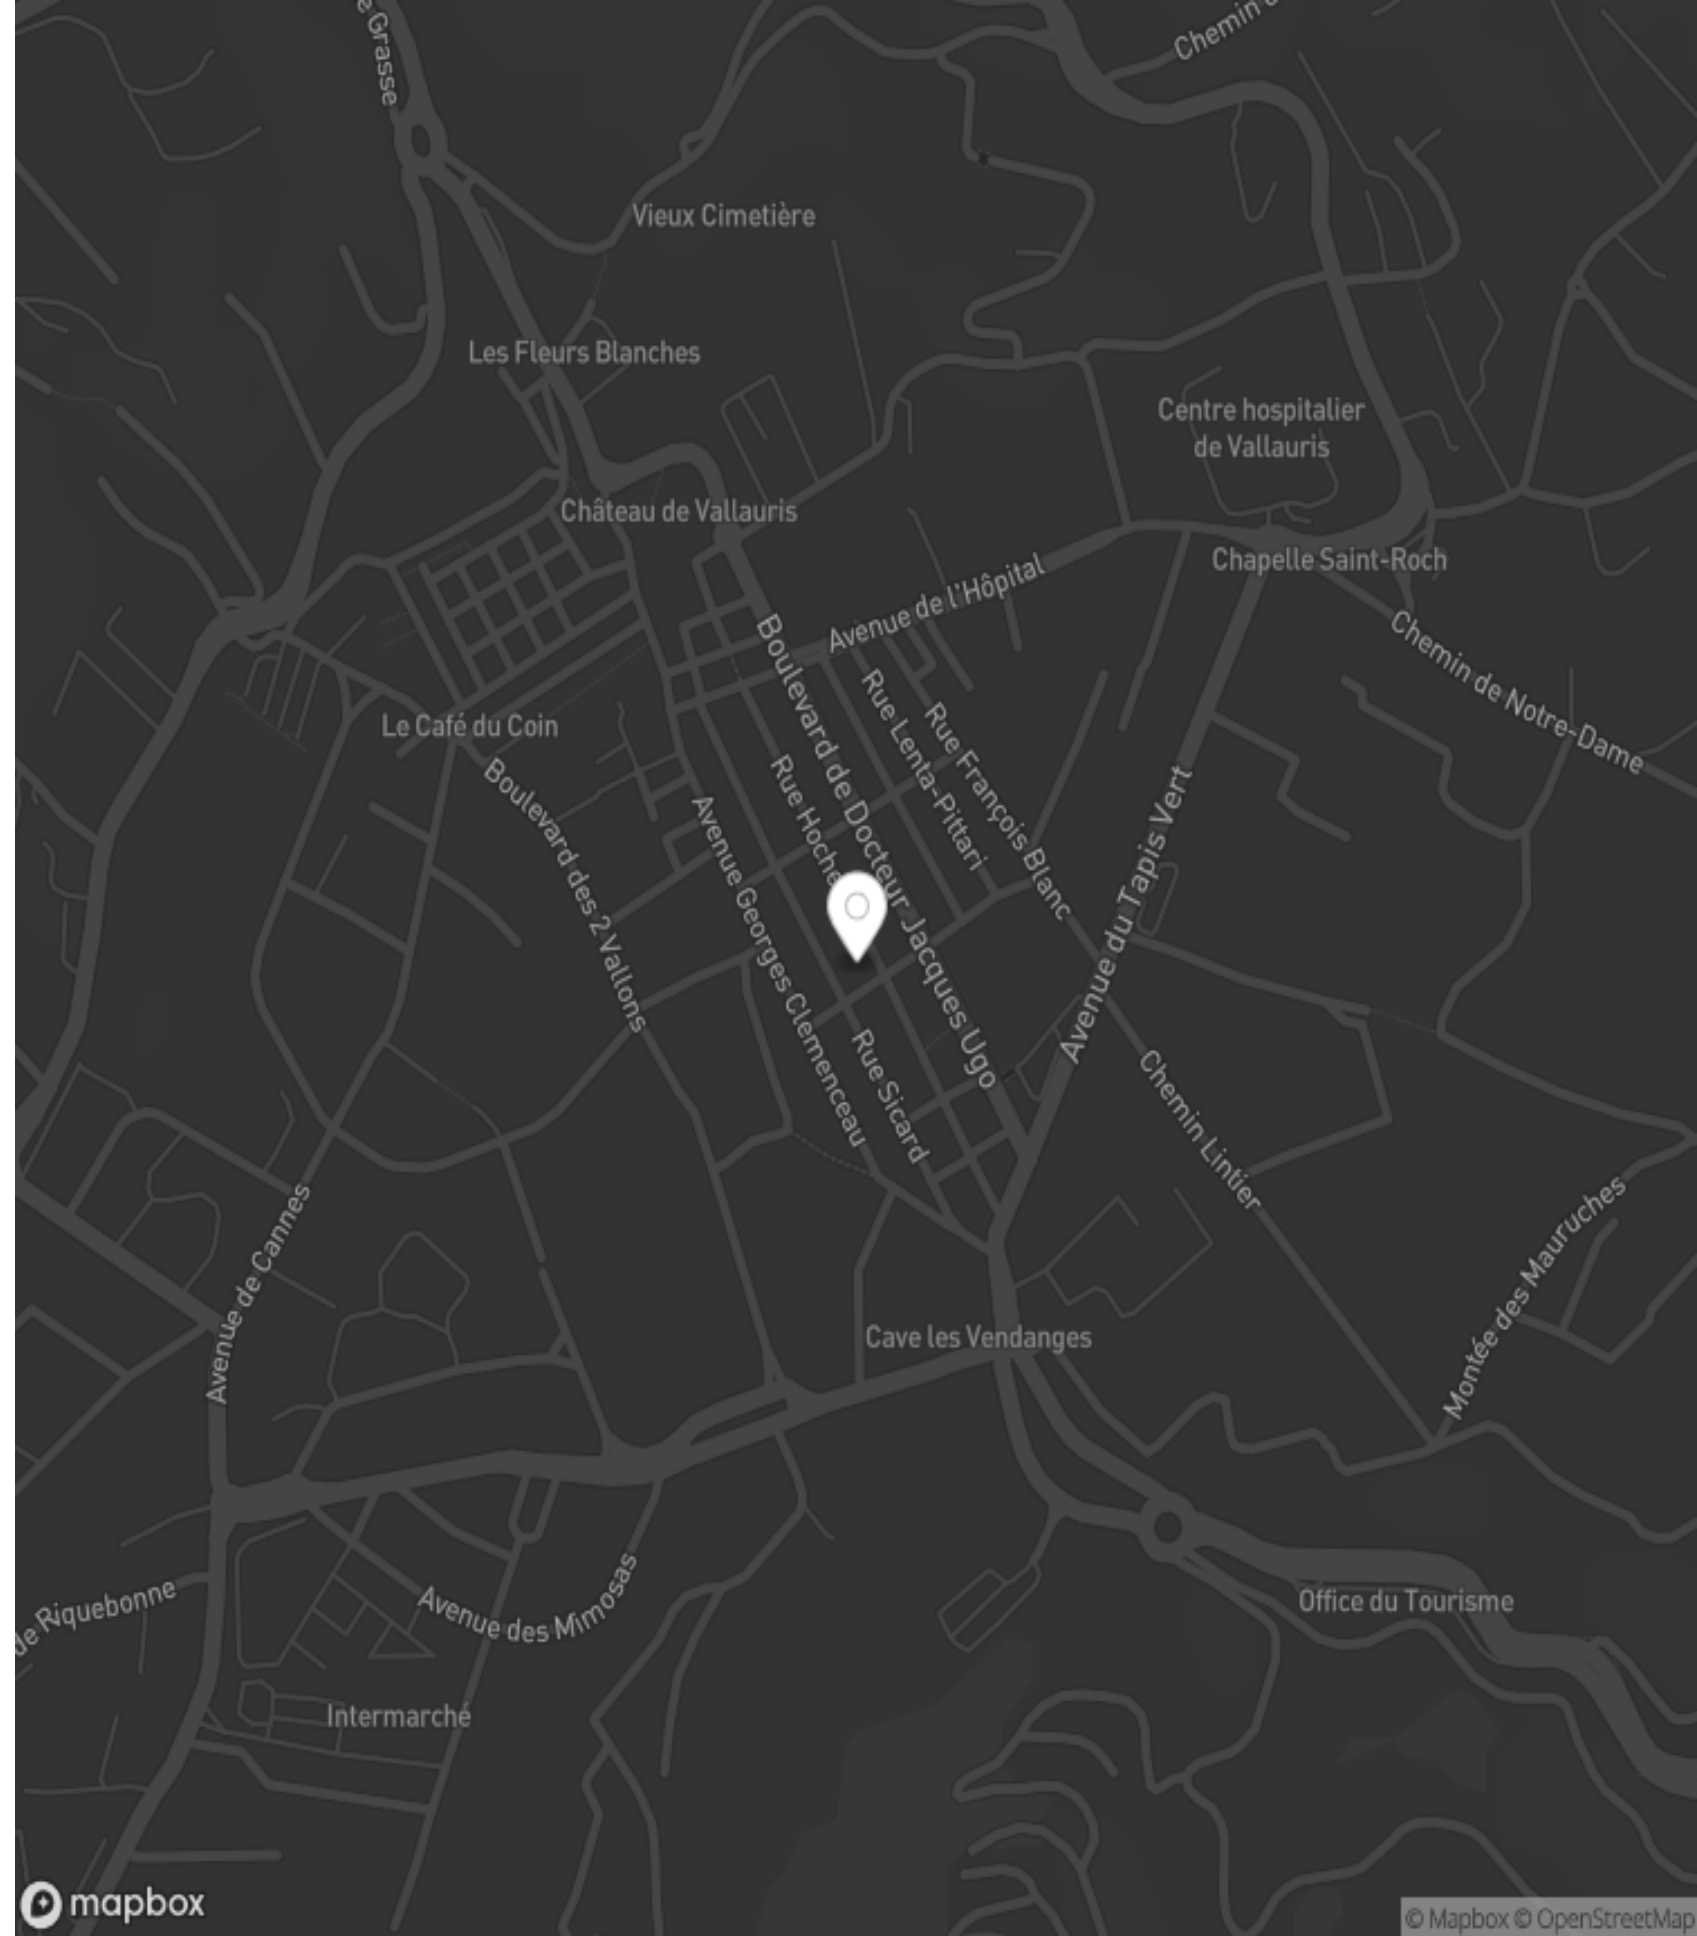 e Grasse
Chemin d
Vieux Cimetière
Les Fleurs Blanches
Centre hospitalier
de Vallauris
Château de Vallauris
Chapelle Saint-Roch
Avenue de l'Hôpital
Chemin de Notre-Dame
Le Café du Coin
Boulevard de Docteur Jacques Ugo
Rue Lenta-Pittari
Rue François Blanc
Rue Hoche
Boulevard des 2 Vallons
Avenue Georges Clemenceau
Avenue du Tapis Vert
Rue Sicard
Chemin Lintier
Avenue de Cannes
Montée des Mauruches
Cave les Vendanges
de Riquebonne
Avenue des Mimosas
Office du Tourisme
Intermarché
mapbox
© Mapbox © OpenStreetMap